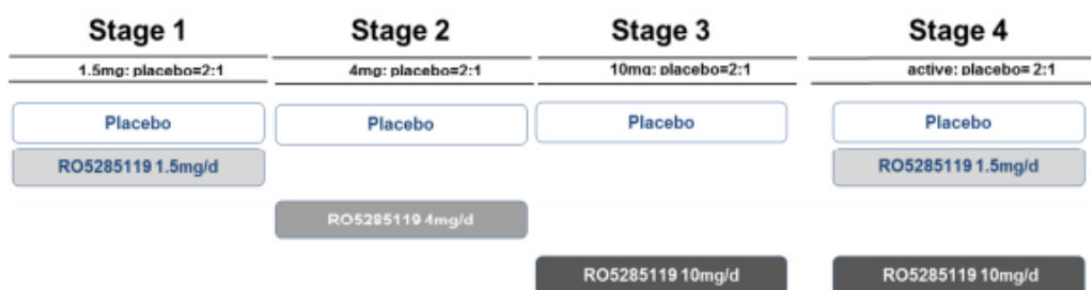 Stage 1 Stage 2 Stage 3 Stage 4
1.5mg: placebo=2:1 4mg: placebo=2:1 10mg: placebo=2:1 active: placebo= 2:1
Placebo Placebo Placebo Placebo
RO5285119 1.5mg/d RO5285119 1.5mg/d
RO5285119 4mg/d
RO5285119 10mg/d RO5285119 10mg/d